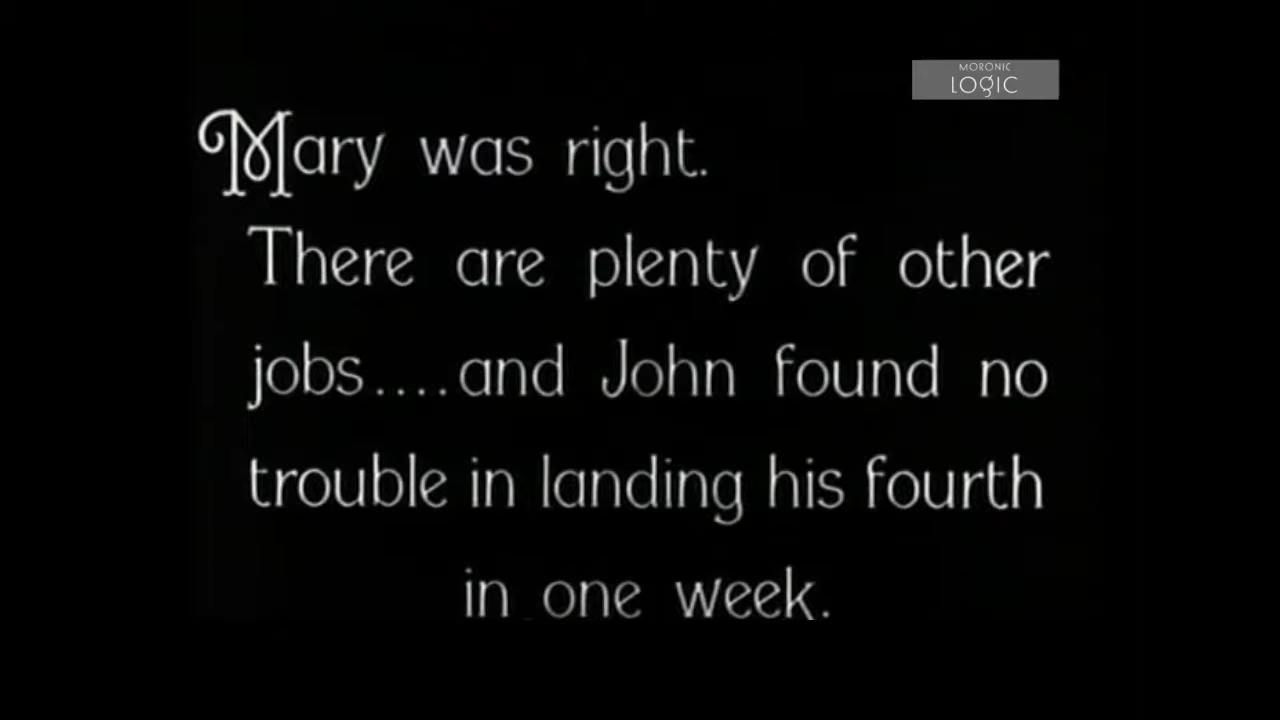 MORONIC
LOGIC
Mary was right.
There are plenty of other
jobs....and John found no
trouble in landing his fourth
in one week.